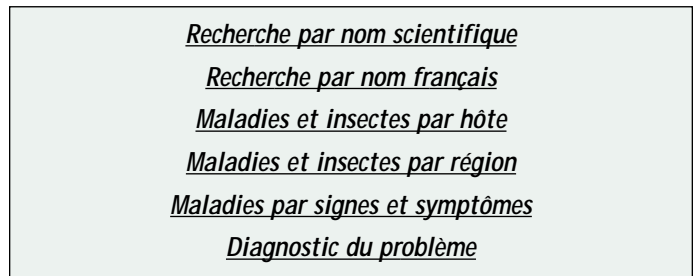 Recherche par nom scientifique
Recherche par nom français
Maladies et insectes par hôte
Maladies et insectes par région
Maladies par signes et symptômes
Diagnostic du problème